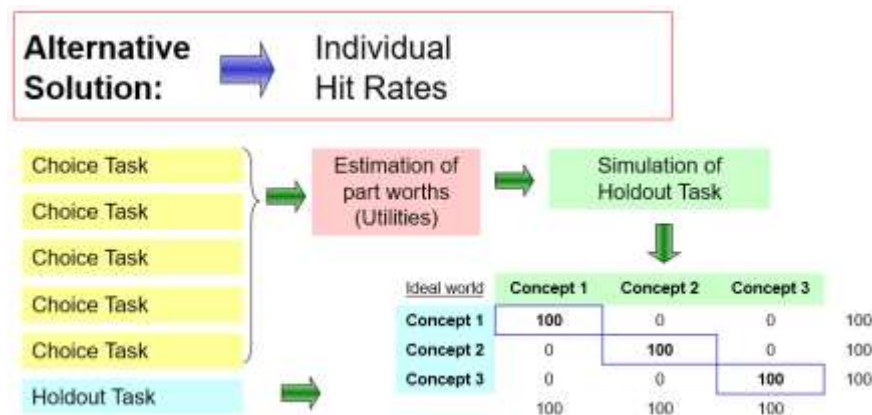 Alternative Solution:
Individual Hit Rates
Choice Task
Choice Task
Choice Task
Choice Task
Choice Task
Holdout Task
Estimation of
part worths
(Utilities)
Simulation of
Holdout Task
Ideal world Concept 1 Concept 2 Concept 3
Concept 1 100 0 0 100
Concept 2 0 100 0 100
Concept 3 0 0 100 100
100 100 100